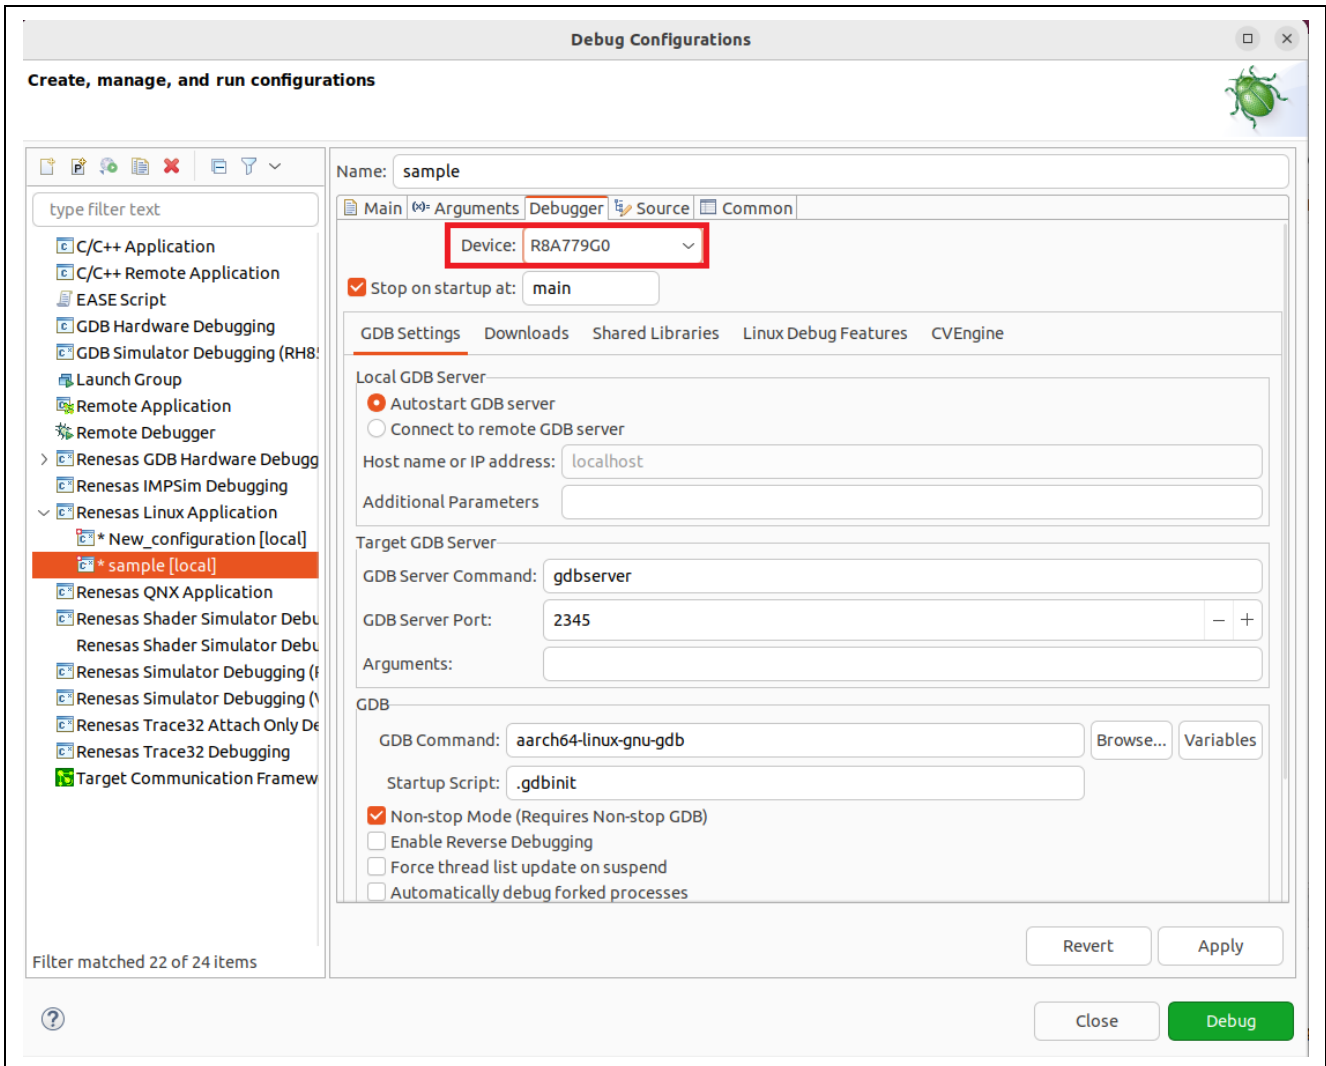 Debug Configurations
Create, manage, and run configurations
type filter text
C/C++ Application
C/C++ Remote Application
EASE Script
GDB Hardware Debugging
GDB Simulator Debugging (RH85
Launch Group
Remote Application
Remote Debugger
Renesas GDB Hardware Debugg
Renesas IMPSim Debugging
Renesas Linux Application
* New_configuration [local]
* sample [local]
Renesas QNX Application
Renesas Shader Simulator Debu
Renesas Shader Simulator Debu
Renesas Simulator Debugging (
Renesas Simulator Debugging (
Renesas Trace32 Attach Only De
Renesas Trace32 Debugging
Target Communication Framew
Filter matched 22 of 24 items
Name: sample
Main (x)= Arguments Debugger Source Common
Device: R8A779G0
Stop on startup at: main
GDB Settings Downloads Shared Libraries Linux Debug Features CVEngine
Local GDB Server
Autostart GDB server
Connect to remote GDB server
Host name or IP address: localhost
Additional Parameters
Target GDB Server
GDB Server Command: gdbserver
GDB Server Port: 2345 − +
Arguments:
GDB
GDB Command: aarch64-linux-gnu-gdb Browse... Variables
Startup Script: .gdbinit
Non-stop Mode (Requires Non-stop GDB)
Enable Reverse Debugging
Force thread list update on suspend
Automatically debug forked processes
Revert Apply
? Close Debug